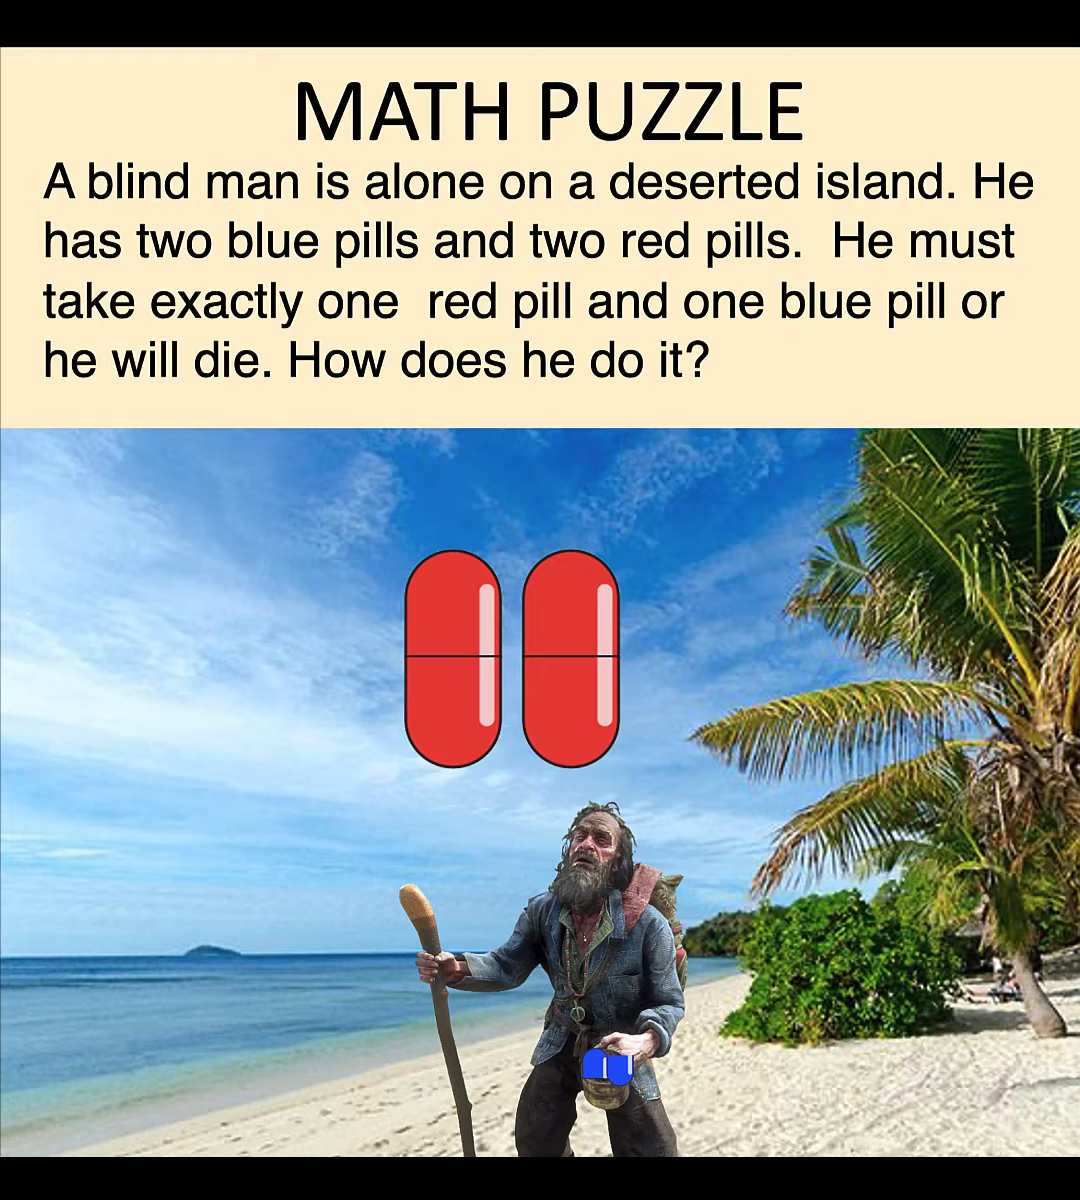 MATH PUZZLE
A blind man is alone on a deserted island. He
has two blue pills and two red pills.  He must
take exactly one  red pill and one blue pill or
he will die. How does he do it?